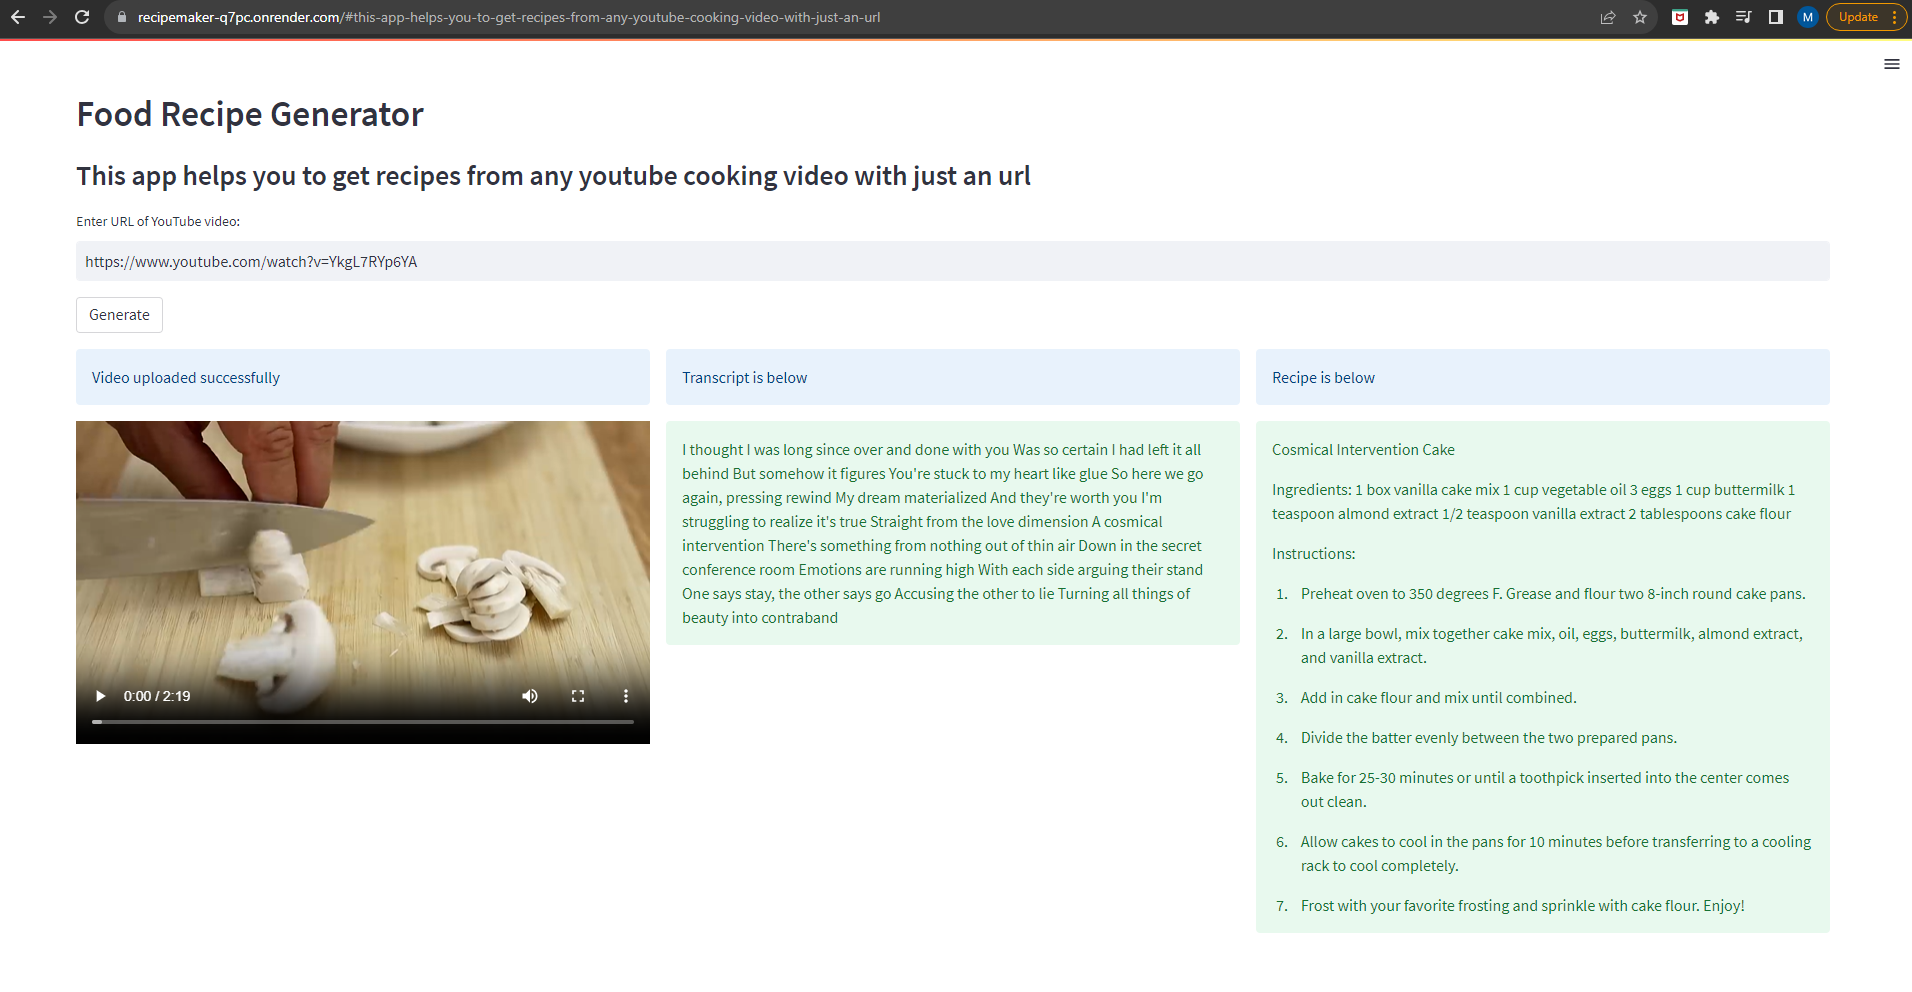 recipemaker-q7pc.onrender.com/#this-app-helps-you-to-get-recipes-from-any-youtube-cooking-video-with-just-an-url
M
Update
Food Recipe Generator
This app helps you to get recipes from any youtube cooking video with just an url
Enter URL of YouTube video:
https://www.youtube.com/watch?v=YkgL7RYp6YA
Generate
Video uploaded successfully
0:00 / 2:19
Transcript is below
I thought I was long since over and done with you Was so certain I had left it all
behind But somehow it figures You're stuck to my heart like glue So here we go
again, pressing rewind My dream materialized And they're worth you I'm
struggling to realize it's true Straight from the love dimension A cosmical
intervention There's something from nothing out of thin air Down in the secret
conference room Emotions are running high With each side arguing their stand
One says stay, the other says go Accusing the other to lie Turning all things of
beauty into contraband
Recipe is below
Cosmical Intervention Cake
Ingredients: 1 box vanilla cake mix 1 cup vegetable oil 3 eggs 1 cup buttermilk 1
teaspoon almond extract 1/2 teaspoon vanilla extract 2 tablespoons cake flour
Instructions:
1. Preheat oven to 350 degrees F. Grease and flour two 8-inch round cake pans.
2. In a large bowl, mix together cake mix, oil, eggs, buttermilk, almond extract,
and vanilla extract.
3. Add in cake flour and mix until combined.
4. Divide the batter evenly between the two prepared pans.
5. Bake for 25-30 minutes or until a toothpick inserted into the center comes
out clean.
6. Allow cakes to cool in the pans for 10 minutes before transferring to a cooling
rack to cool completely.
7. Frost with your favorite frosting and sprinkle with cake flour. Enjoy!